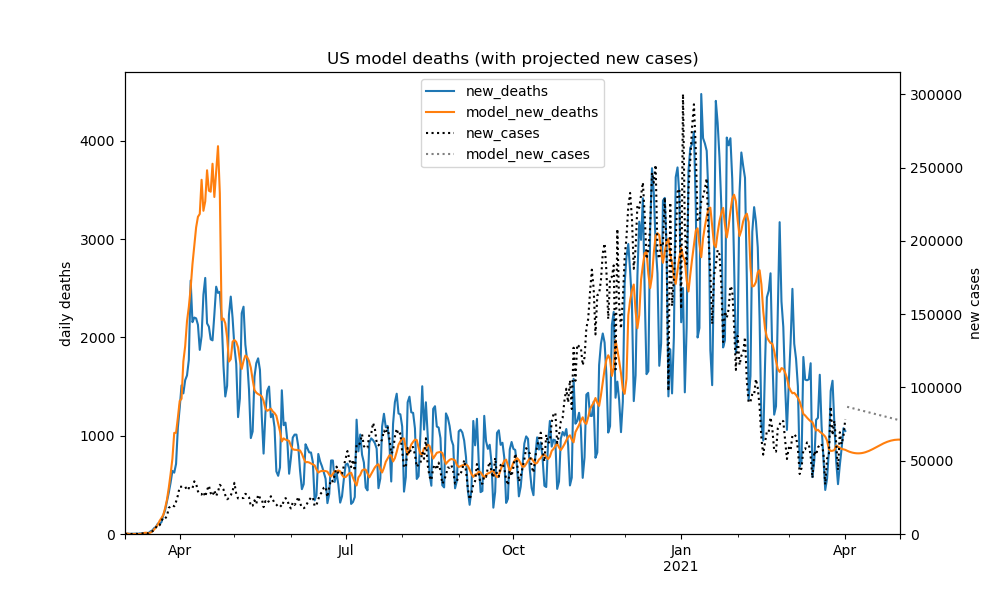 US model deaths (with projected new cases)
new_deaths
model_new_deaths
new_cases
model_new_cases
daily deaths
4000
3000
2000
1000
0
300000
250000
200000
150000
100000
50000
0
new cases
Apr
Jul
Oct
Jan
2021
Apr